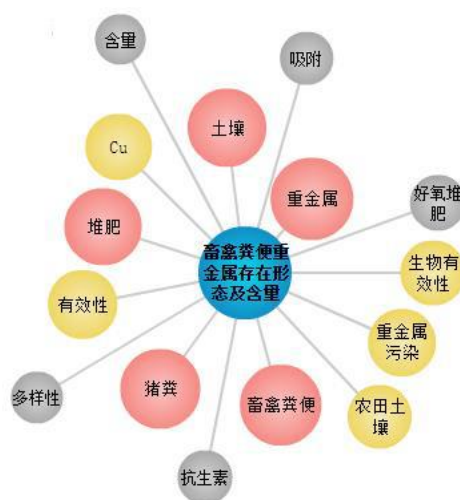 含量
吸附
土壤
Cu
重金属
好氧堆
肥
堆肥
畜禽粪便重
金属存在形
态及含量
生物有
效性
有效性
重金属
污染
猪粪
多样性
畜禽粪便
农田土
壤
抗生素